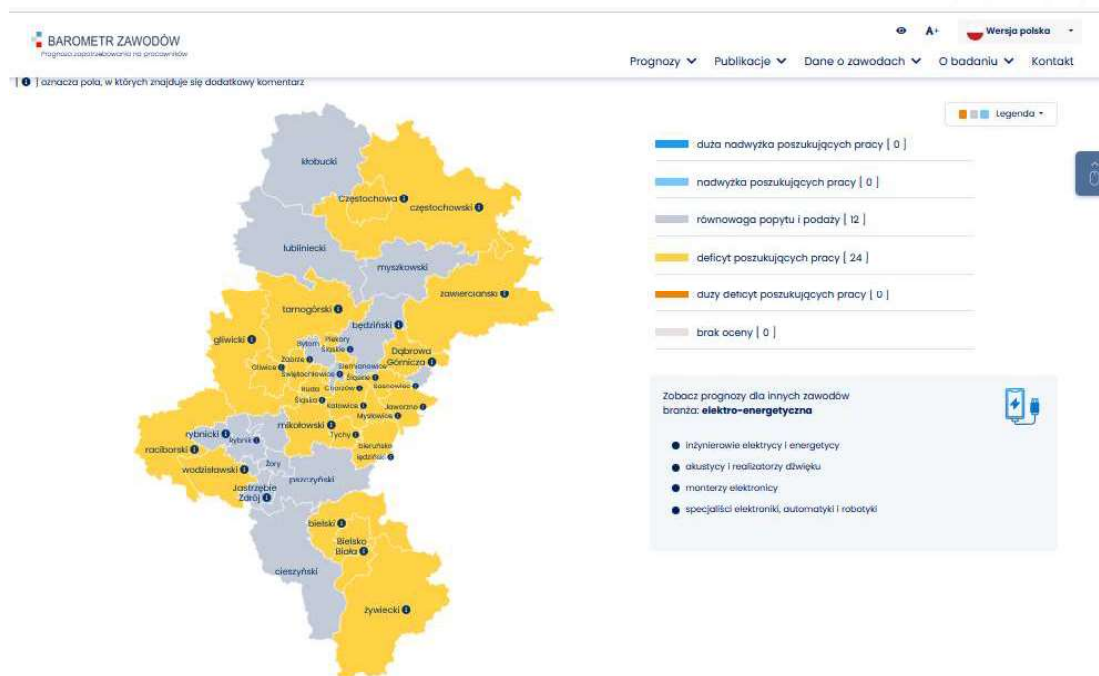 BAROMETR ZAWODÓW
Prognoza zapotrzebowania na pracowników
A+
Wersja polska
Prognozy
Publikacje
Dane o zawodach
O badaniu
Kontakt
[ i ] oznacza pola, w których znajduje się dodatkowy komentarz
Legenda
duża nadwyżka poszukujących pracy [ 0 ]
nadwyżka poszukujących pracy [ 0 ]
równowaga popytu i podaży [ 12 ]
deficyt poszukujących pracy [ 24 ]
duży deficyt poszukujących pracy [ 0 ]
brak oceny [ 0 ]
kłobucki
Częstochowa
częstochowski
lubliniecki
myszkowski
zawierciański
tarnogórski
będziński
gliwicki
Bytom
Piekary
Śląskie
Dąbrowa
Górnicza
Zabrze
Siemianowice
Śląskie
Gliwice
Świętochłowice
Sosnowiec
Ruda
Śląska
Chorzów
Katowice
Jaworzno
Mysłowice
mikołowski
Tychy
bieruńsko
lędziński
rybnicki
Rybnik
raciborski
wodzisławski
Żory
Jastrzębie
Zdrój
pszczyński
bielski
Bielsko
Biała
cieszyński
żywiecki
Zobacz prognozy dla innych zawodów
branża: elektro-energetyczna
inżynierowie elektrycy i energetycy
akustycy i realizatorzy dźwięku
monterzy elektronicy
specjaliści elektroniki, automatyki i robotyki